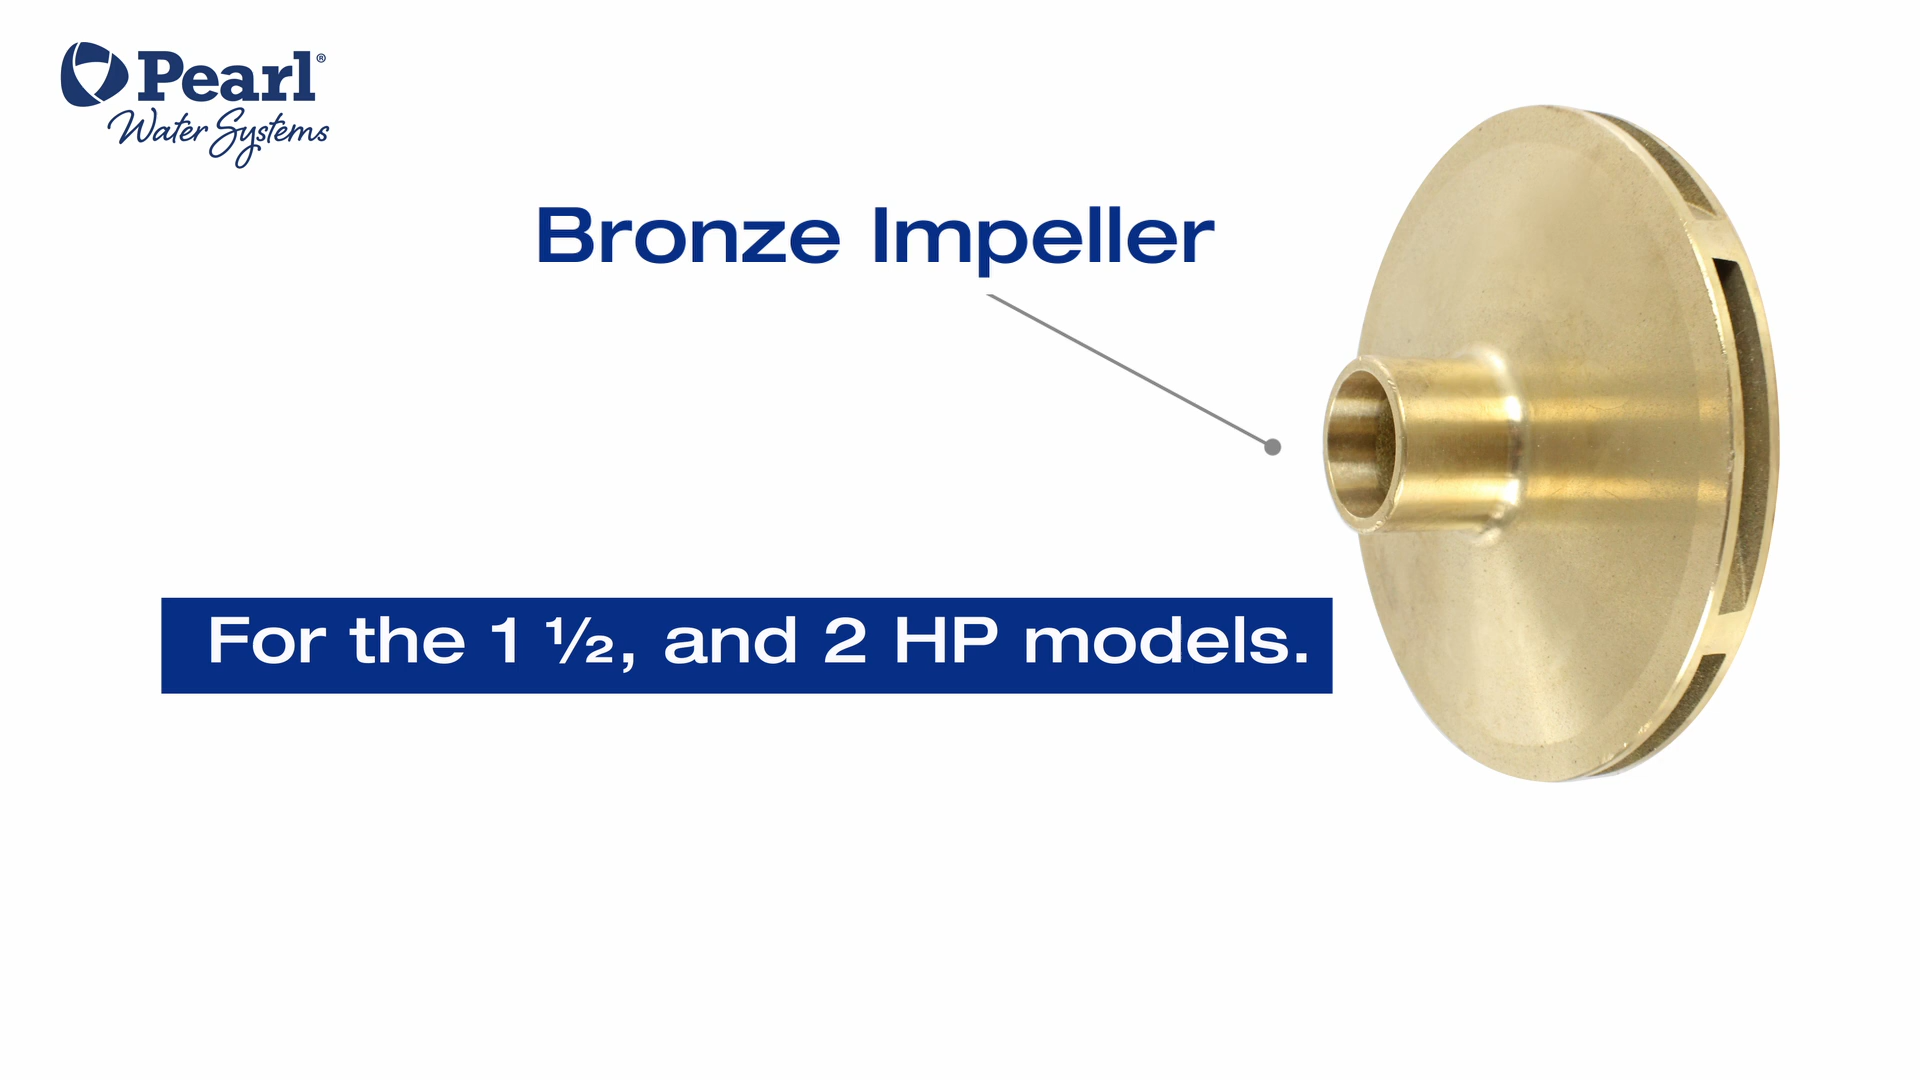 Pearl®
Water Systems
Bronze Impeller
For the 1 ½, and 2 HP models.